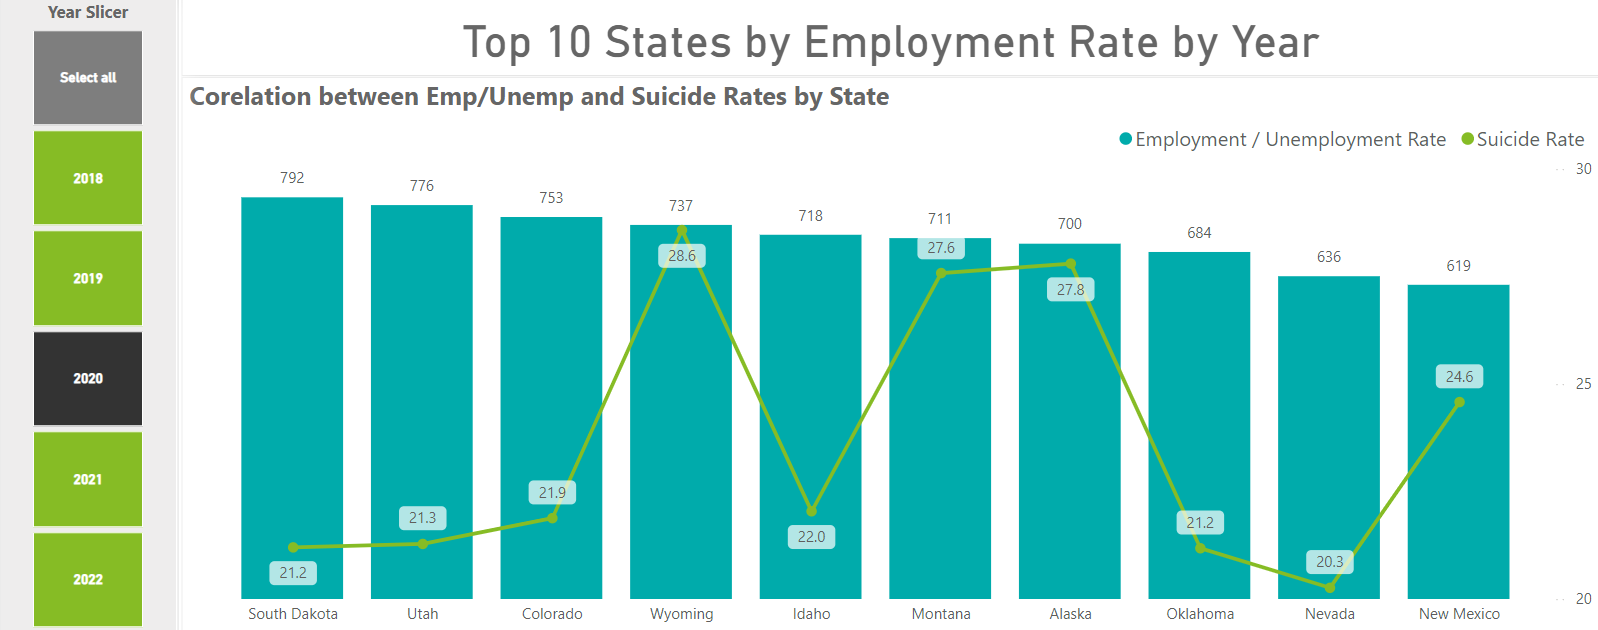 Year Slicer
Select all
2018
2019
2020
2021
2022
Top 10 States by Employment Rate by Year
Corelation between Emp/Unemp and Suicide Rates by State
Employment / Unemployment Rate Suicide Rate
30
25
20
792
776
753
737
718
711
700
684
636
619
21.2
21.3
21.9
28.6
22.0
27.6
27.8
21.2
20.3
24.6
South Dakota
Utah
Colorado
Wyoming
Idaho
Montana
Alaska
Oklahoma
Nevada
New Mexico